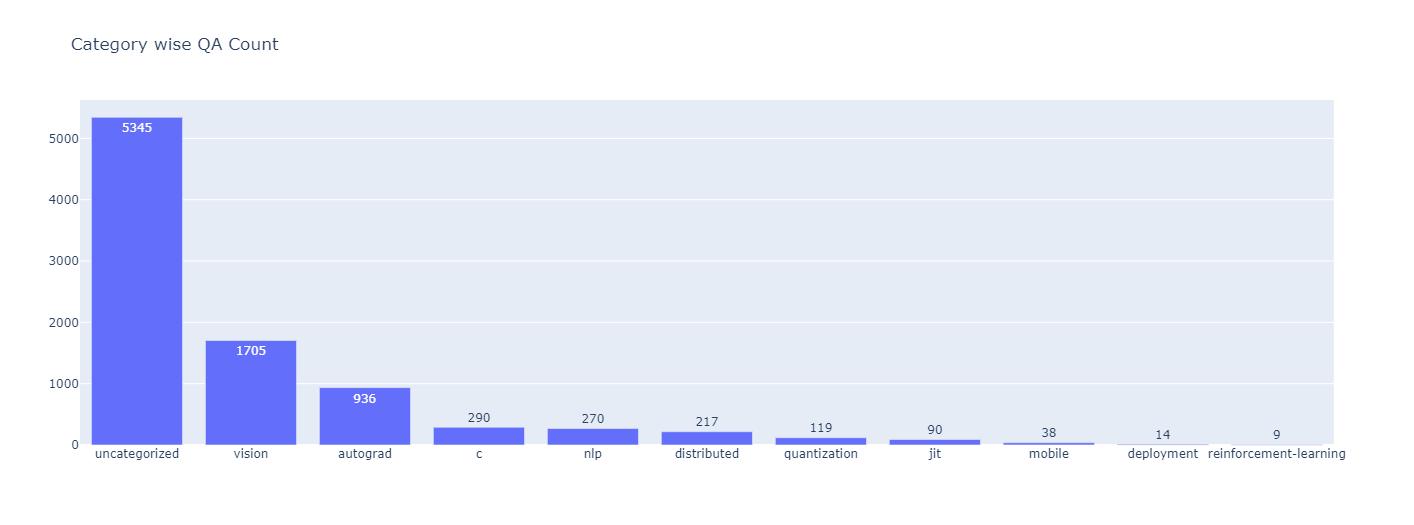 Category wise QA Count
5000
4000
3000
2000
1000
0
5345
1705
936
290
270
217
119
90
38
14
9
uncategorized
vision
autograd
c
nlp
distributed
quantization
jit
mobile
deployment
reinforcement-learning